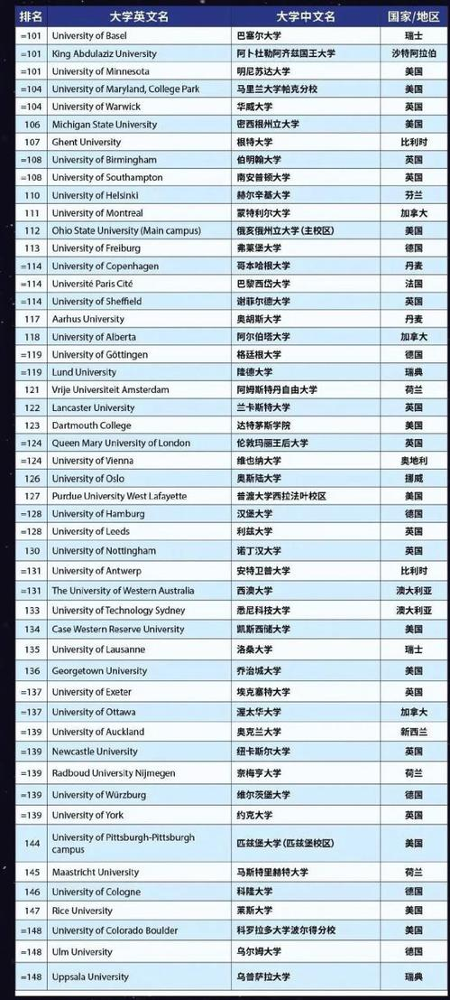 排名 大学英文名 大学中文名 国家/地区
=101 University of Basel 巴塞尔大学 瑞士
=101 King Abdulaziz University 阿卜杜勒阿齐兹国王大学 沙特阿拉伯
=101 University of Minnesota 明尼苏达大学 美国
=104 University of Maryland, College Park 马里兰大学帕克分校 美国
=104 University of Warwick 华威大学 英国
106 Michigan State University 密西根州立大学 美国
107 Ghent University 根特大学 比利时
=108 University of Birmingham 伯明翰大学 英国
=108 University of Southampton 南安普顿大学 英国
110 University of Helsinki 赫尔辛基大学 芬兰
111 University of Montreal 蒙特利尔大学 加拿大
112 Ohio State University (Main campus) 俄亥俄州立大学(主校区) 美国
113 University of Freiburg 弗莱堡大学 德国
=114 University of Copenhagen 哥本哈根大学 丹麦
=114 Université Paris Cité 巴黎西岱大学 法国
=114 University of Sheffield 谢菲尔德大学 英国
117 Aarhus University 奥胡斯大学 丹麦
118 University of Alberta 阿尔伯塔大学 加拿大
=119 University of Göttingen 格廷根大学 德国
=119 Lund University 隆德大学 瑞典
121 Vrije Universiteit Amsterdam 阿姆斯特丹自由大学 荷兰
122 Lancaster University 兰卡斯特大学 英国
123 Dartmouth College 达特茅斯学院 美国
=124 Queen Mary University of London 伦敦玛丽王后大学 英国
=124 University of Vienna 维也纳大学 奥地利
126 University of Oslo 奥斯陆大学 挪威
127 Purdue University West Lafayette 普渡大学西拉法叶校区 美国
=128 University of Hamburg 汉堡大学 德国
=128 University of Leeds 利兹大学 英国
130 University of Nottingham 诺丁汉大学 英国
=131 University of Antwerp 安特卫普大学 比利时
=131 The University of Western Australia 西澳大学 澳大利亚
133 University of Technology Sydney 悉尼科技大学 澳大利亚
134 Case Western Reserve University 凯斯西储大学 美国
135 University of Lausanne 洛桑大学 瑞士
136 Georgetown University 乔治城大学 美国
=137 University of Exeter 埃克塞特大学 英国
=137 University of Ottawa 渥太华大学 加拿大
=139 University of Auckland 奥克兰大学 新西兰
=139 Newcastle University 纽卡斯尔大学 英国
=139 Radboud University Nijmegen 奈梅亨大学 荷兰
=139 University of Würzburg 维尔茨堡大学 德国
=139 University of York 约克大学 英国
144 University of Pittsburgh-Pittsburgh campus 匹兹堡大学(匹兹堡校区) 美国
145 Maastricht University 马斯特里赫特大学 荷兰
146 University of Cologne 科隆大学 德国
147 Rice University 莱斯大学 美国
=148 University of Colorado Boulder 科罗拉多大学波尔得分校 美国
=148 Ulm University 乌尔姆大学 德国
=148 Uppsala University 乌普萨拉大学 瑞典